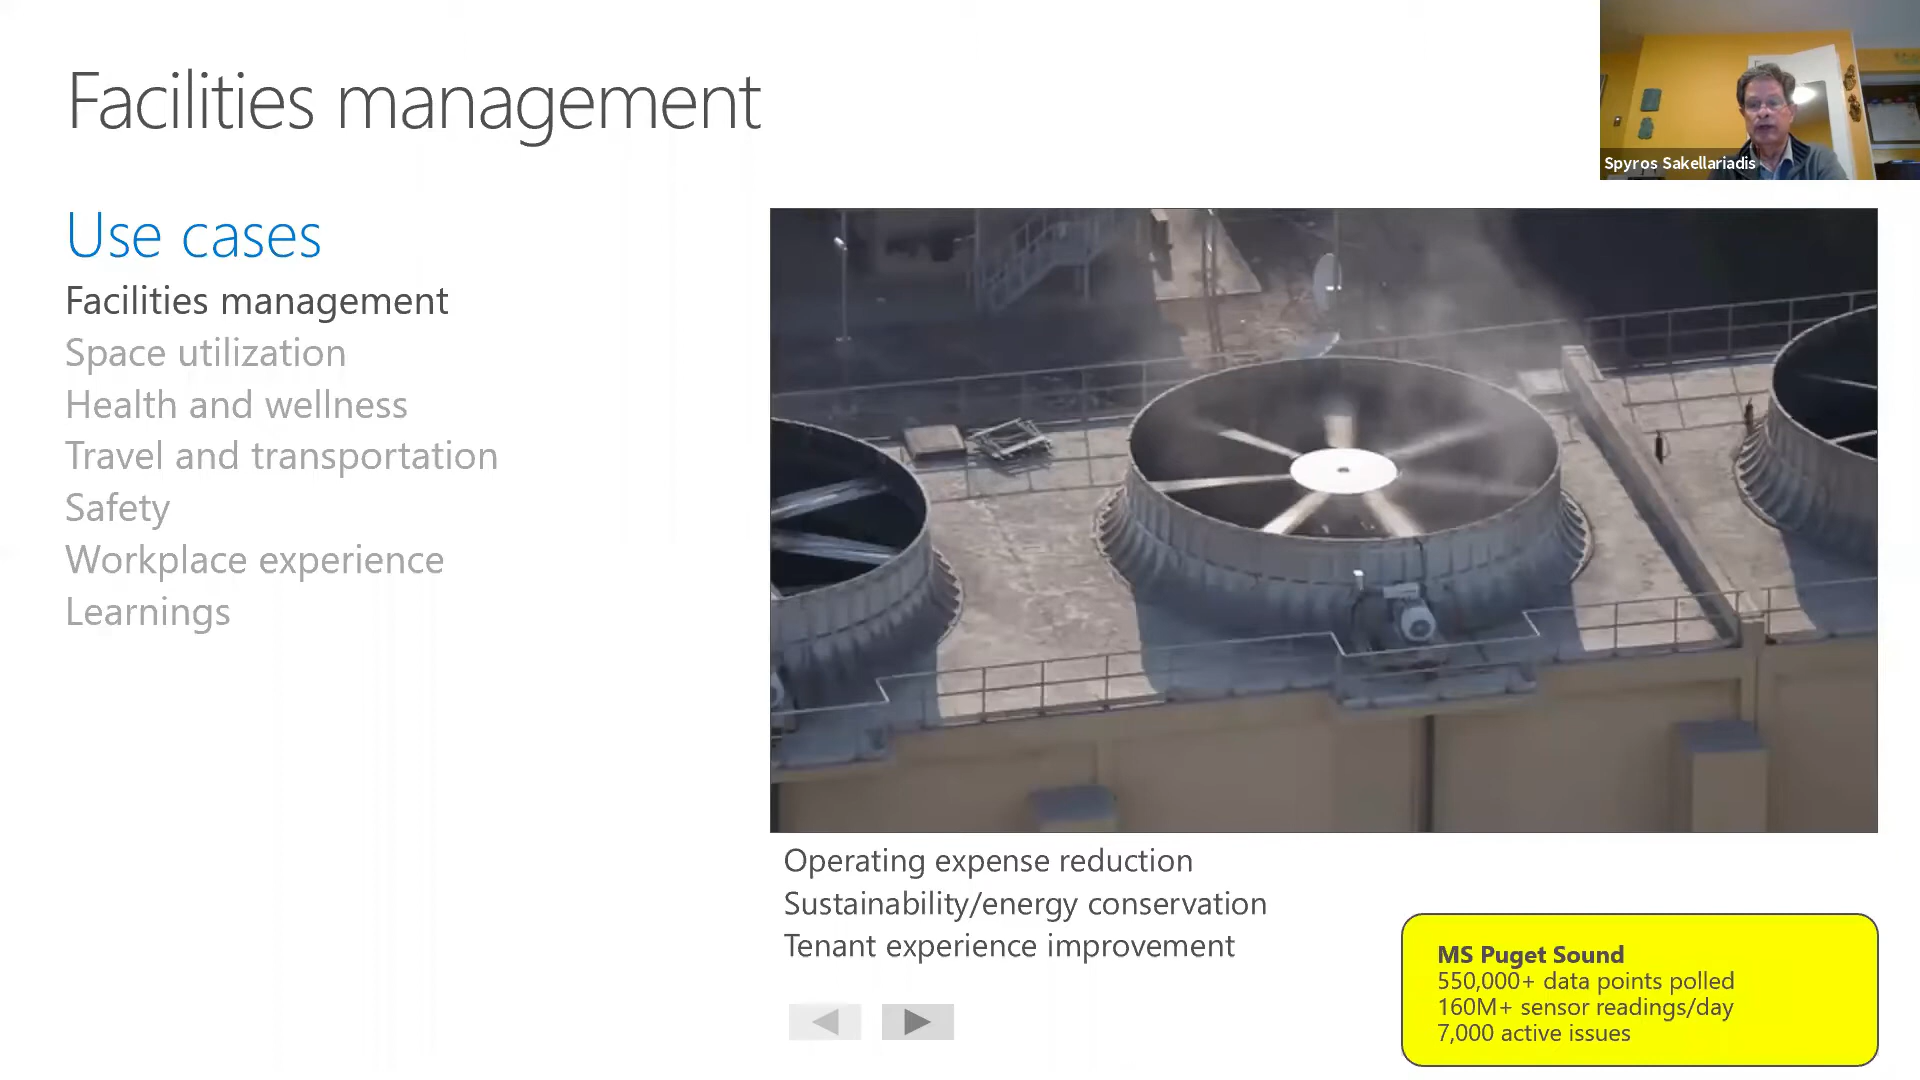 Facilities management
Spyros Sakellariadis
Use cases
Facilities management
Space utilization
Health and wellness
Travel and transportation
Safety
Workplace experience
Learnings
Operating expense reduction
Sustainability/energy conservation
Tenant experience improvement
MS Puget Sound
550,000+ data points polled
160M+ sensor readings/day
7,000 active issues